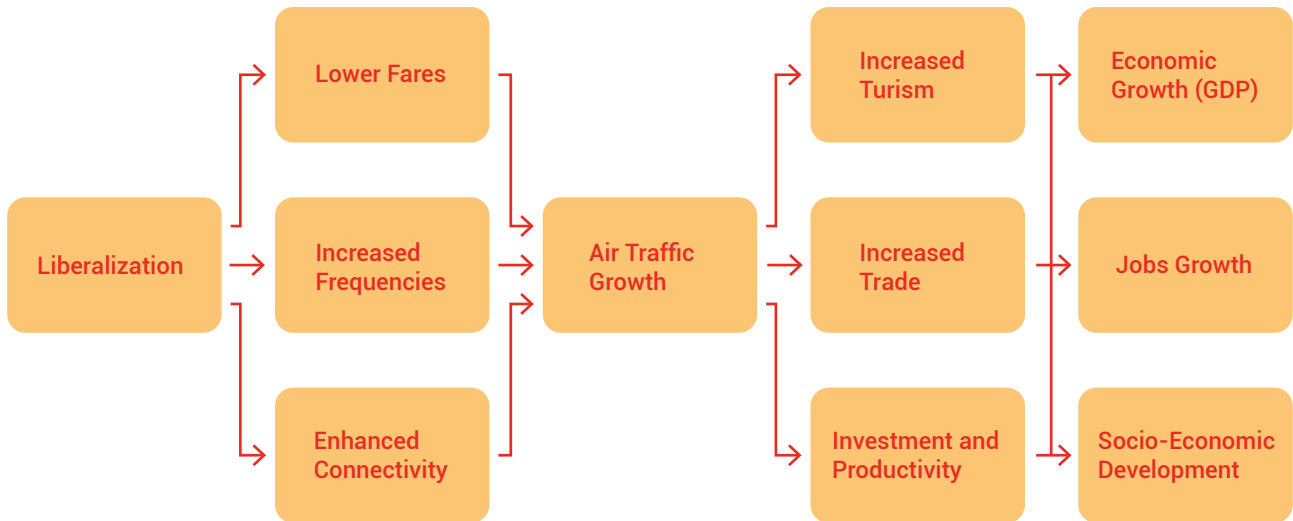 Liberalization
Lower Fares
Increased
Frequencies
Enhanced
Connectivity
Air Traffic
Growth
Increased
Turism
Increased
Trade
Investment and
Productivity
Economic
Growth (GDP)
Jobs Growth
Socio-Economic
Development